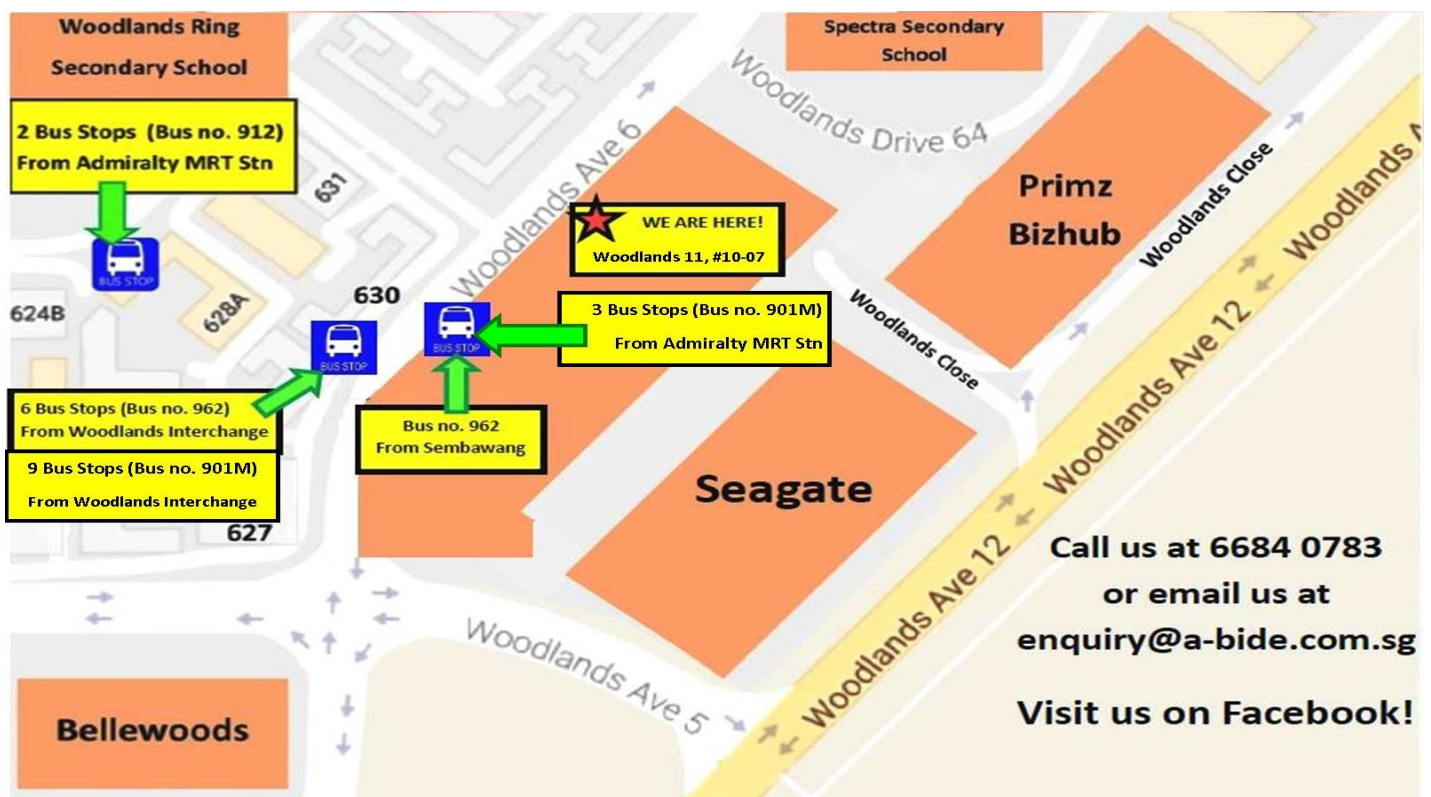 Woodlands Ring
Secondary School
Spectra Secondary
School
2 Bus Stops (Bus no. 912)
From Admiralty MRT Stn
BUS STOP
631
Woodlands Ave 6
Woodlands Drive 64
Primz
Bizhub
Woodlands Close
WE ARE HERE!
Woodlands 11, #10-07
624B
628A
630
BUS STOP
BUS STOP
3 Bus Stops (Bus no. 901M)
From Admiralty MRT Stn
Woodlands Close
6 Bus Stops (Bus no. 962)
From Woodlands Interchange
9 Bus Stops (Bus no. 901M)
From Woodlands Interchange
Bus no. 962
From Sembawang
627
Seagate
Woodlands A
Woodlands Ave 12
Woodlands Ave 12
Woodlands Ave 5
Bellewoods
Call us at 6684 0783
or email us at
enquiry@a-bide.com.sg
Visit us on Facebook!